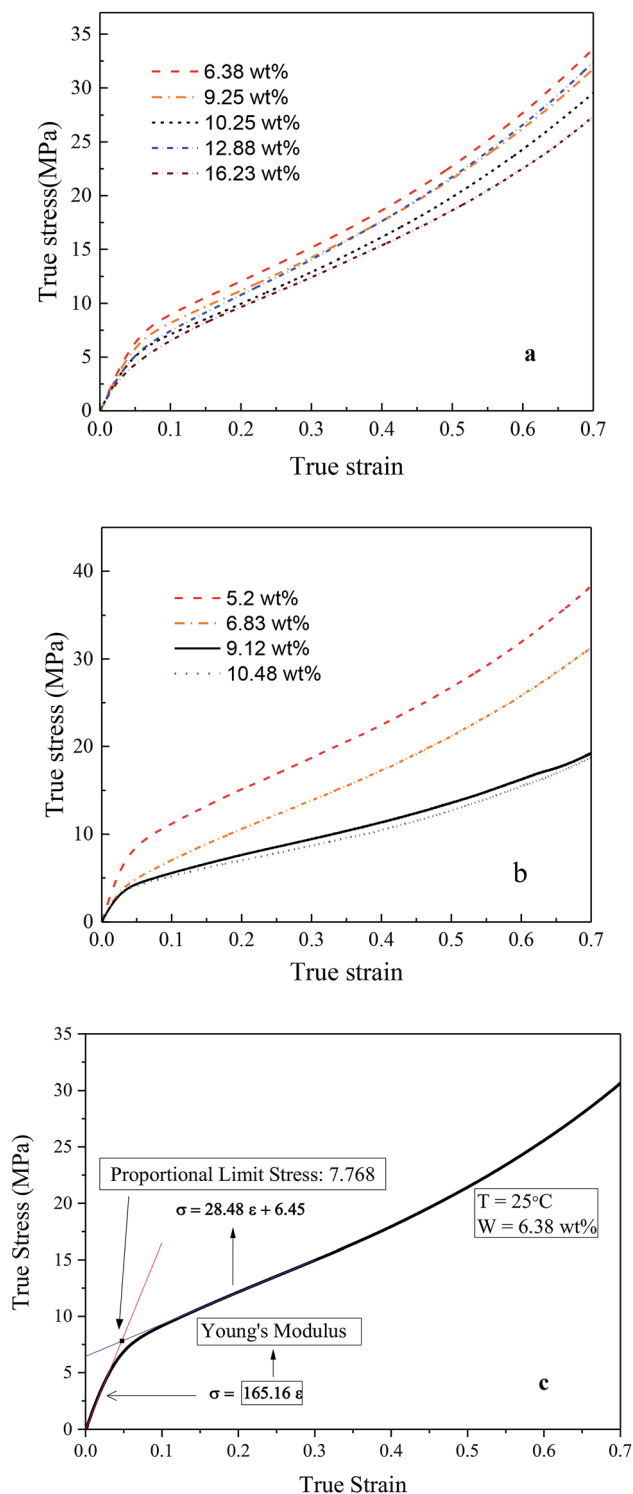 35
30
25
20
15
10
5
0
True stress(MPa)
6.38 wt%
9.25 wt%
10.25 wt%
12.88 wt%
16.23 wt%
a
0.0 0.1 0.2 0.3 0.4 0.5 0.6 0.7
True strain
40
30
20
10
0
True stress (MPa)
5.2 wt%
6.83 wt%
9.12 wt%
10.48 wt%
b
0.0 0.1 0.2 0.3 0.4 0.5 0.6 0.7
True strain
35
30
25
20
15
10
5
0
True Stress (MPa)
Proportional Limit Stress: 7.768
σ = 28.48 ε + 6.45
T = 25°C
W = 6.38 wt%
Young's Modulus
σ = 165.16 ε
c
0.0 0.1 0.2 0.3 0.4 0.5 0.6 0.7
True Strain